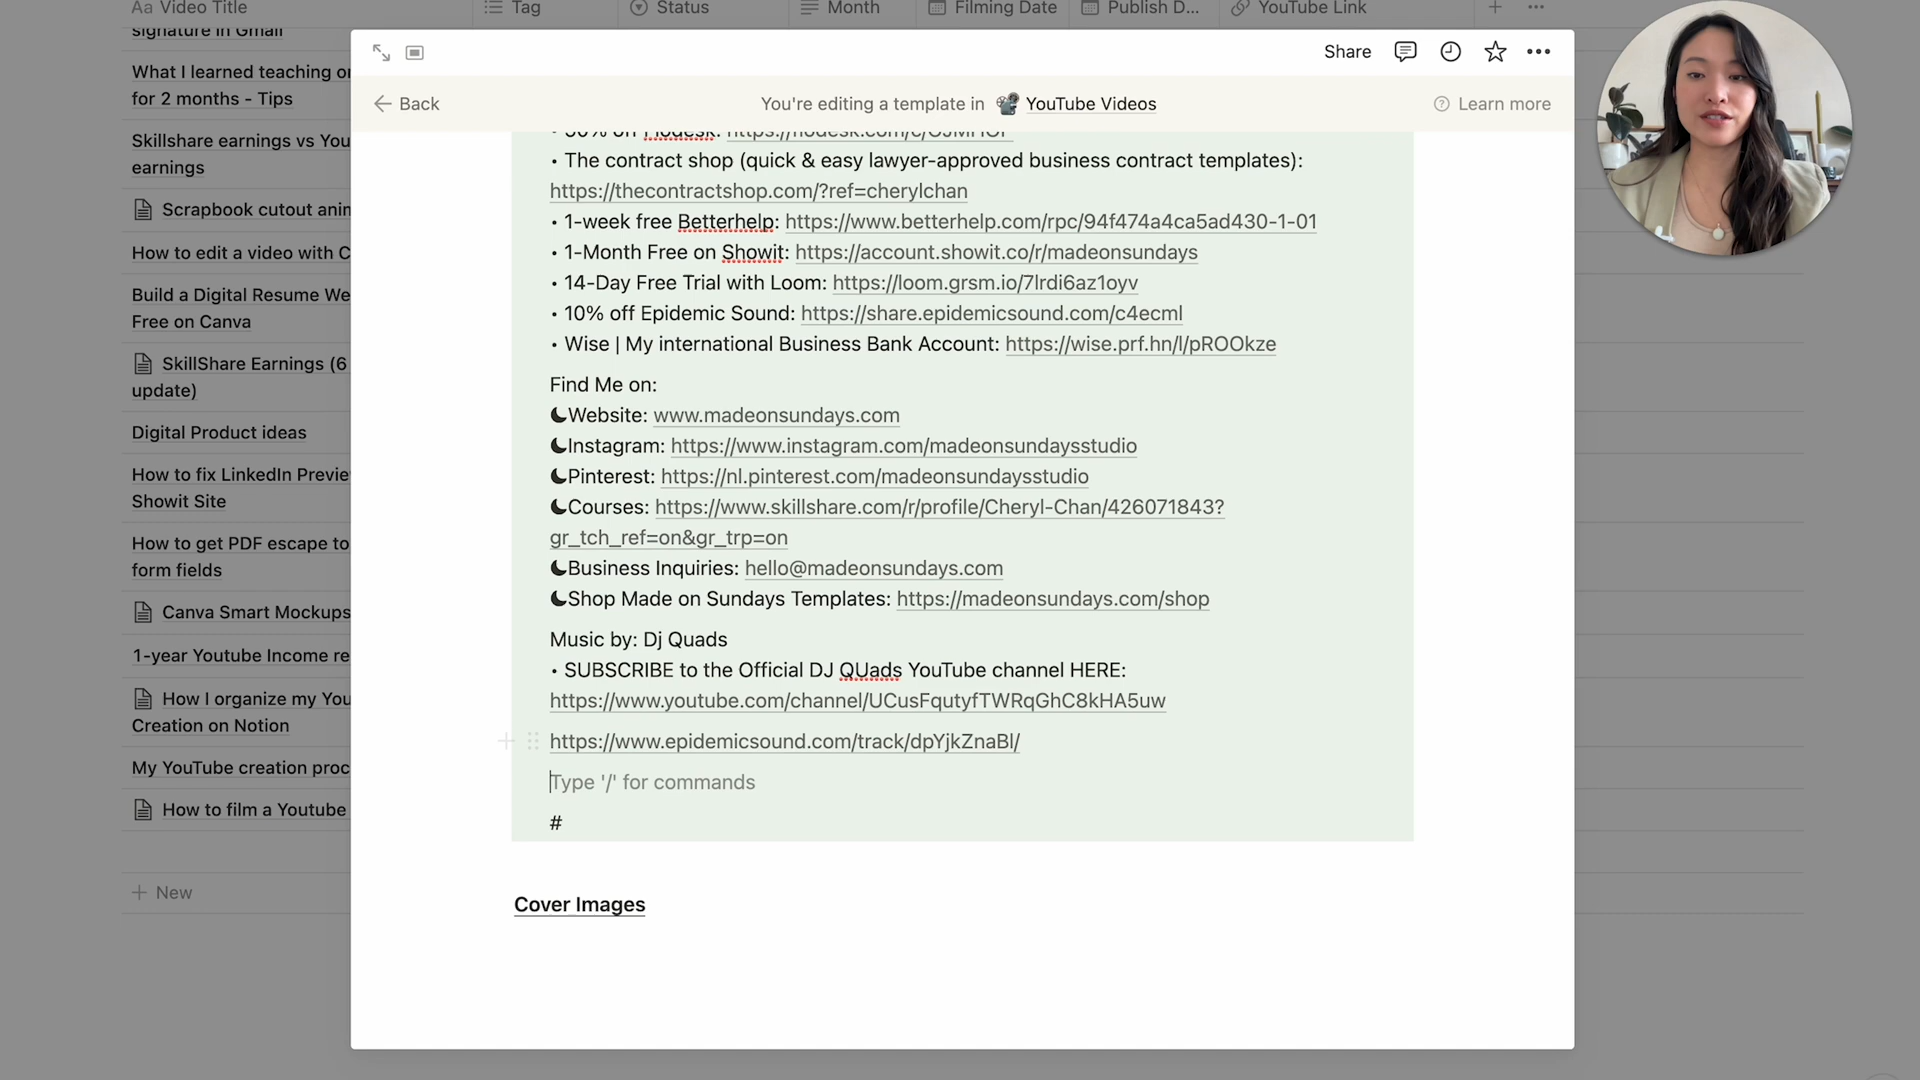 Aa Video Title
Tag
Status
Month
Filming Date
Publish D...
YouTube Link
signature in Gmail
What I learned teaching or
for 2 months - Tips
Skillshare earnings vs You
earnings
Scrapbook cutout anim
How to edit a video with C
Build a Digital Resume We
Free on Canva
SkillShare Earnings (6
update)
Digital Product ideas
How to fix LinkedIn Previe
Showit Site
How to get PDF escape to
form fields
Canva Smart Mockups
1-year Youtube Income re
How I organize my You
Creation on Notion
My YouTube creation proc
How to film a Youtube
+ New
Share
Back
You're editing a template in YouTube Videos
Learn more
• 50% off Flodesk:
• The contract shop (quick & easy lawyer-approved business contract templates):
https://thecontractshop.com/?ref=cherylchan
• 1-week free Betterhelp: https://www.betterhelp.com/rpc/94f474a4ca5ad430-1-01
• 1-Month Free on Showit: https://account.showit.co/r/madeonsundays
• 14-Day Free Trial with Loom: https://loom.grsm.io/7lrdi6az1oyv
• 10% off Epidemic Sound: https://share.epidemicsound.com/c4ecml
• Wise | My international Business Bank Account: https://wise.prf.hn/l/pROOkze
Find Me on:
Website: www.madeonsundays.com
Instagram: https://www.instagram.com/madeonsundaysstudio
Pinterest: https://nl.pinterest.com/madeonsundaysstudio
Courses: https://www.skillshare.com/r/profile/Cheryl-Chan/426071843?
gr_tch_ref=on&gr_trp=on
Business Inquiries: hello@madeonsundays.com
Shop Made on Sundays Templates: https://madeonsundays.com/shop
Music by: Dj Quads
• SUBSCRIBE to the Official DJ QUads YouTube channel HERE:
https://www.youtube.com/channel/UCusFqutyfTWRqGhC8kHA5uw
https://www.epidemicsound.com/track/dpYjkZnaBl/
Type '/' for commands
#
Cover Images